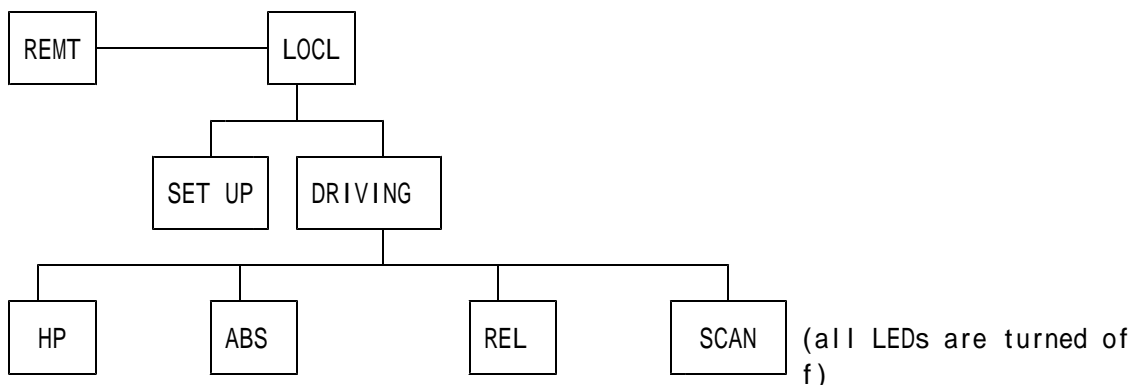 REMT LOCL
SET UP DRIVING
HP ABS REL SCAN (all LEDs are turned of
f)